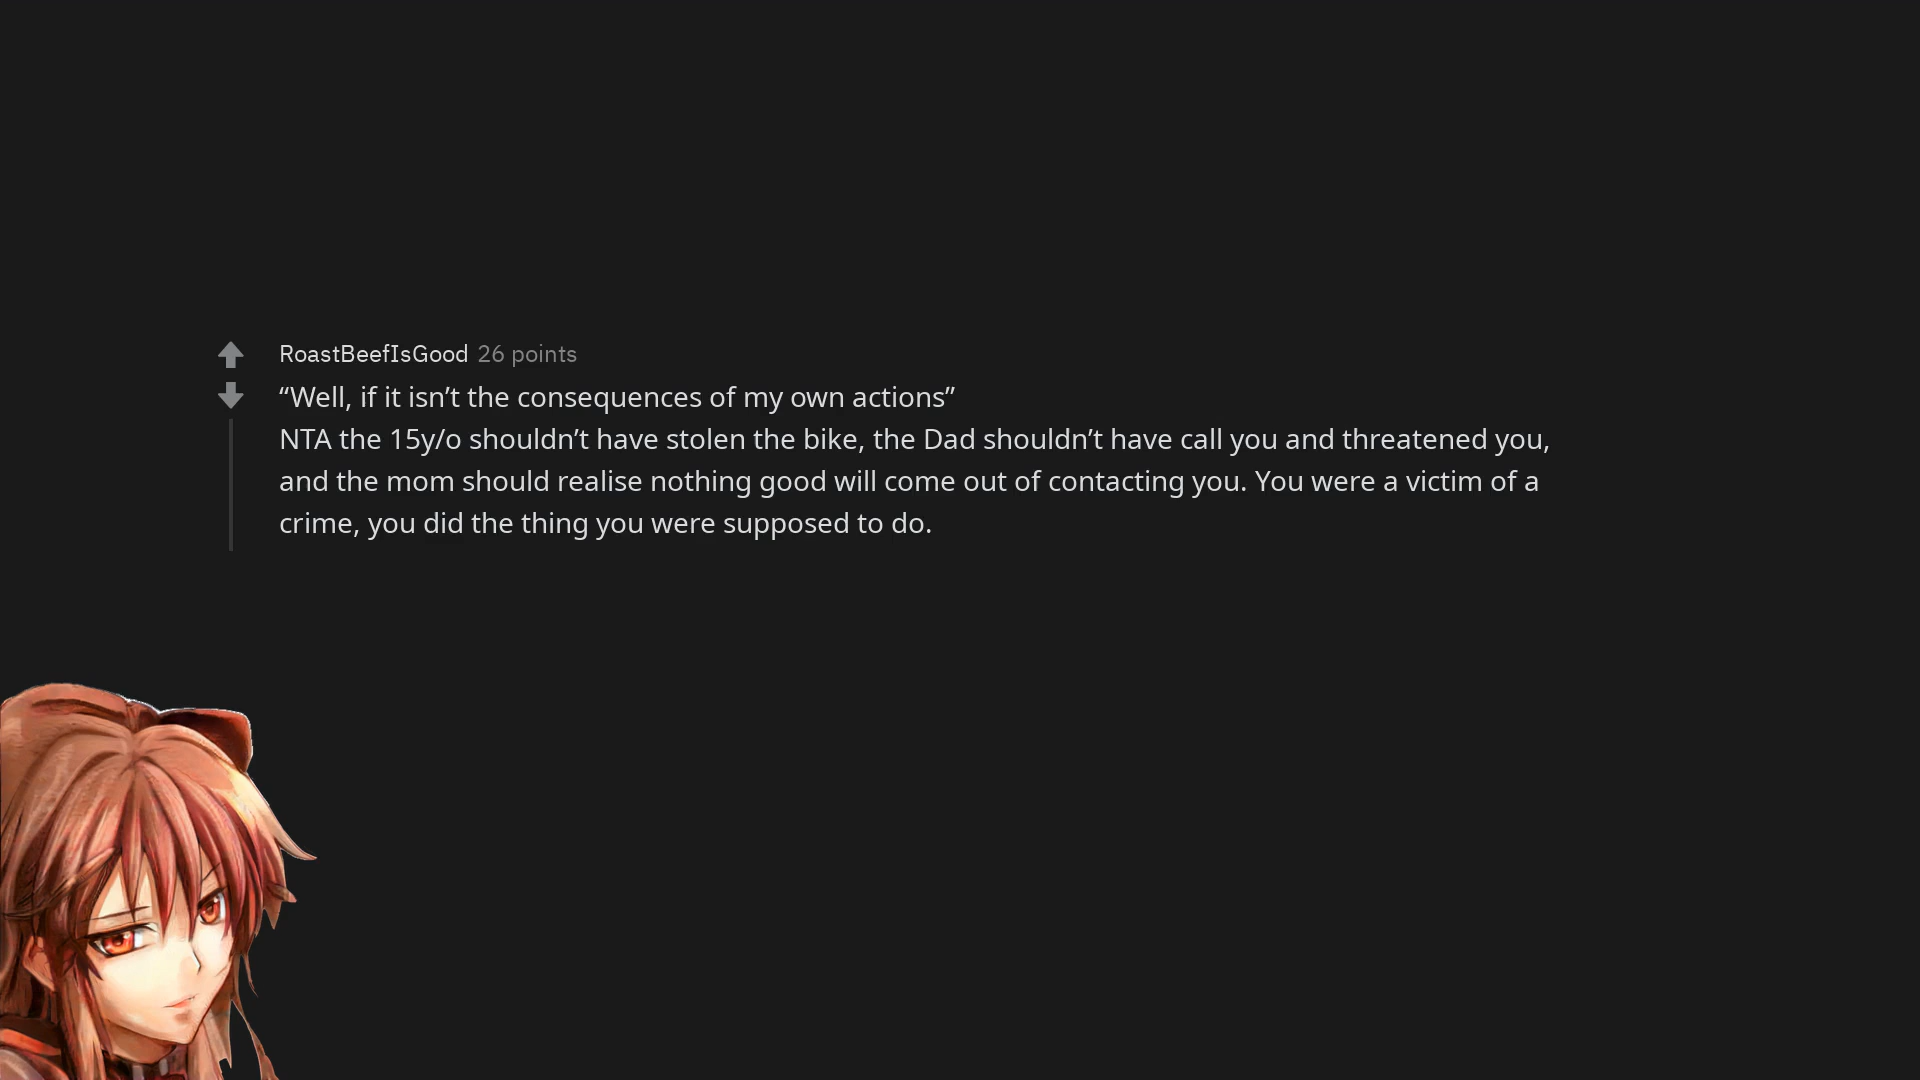 RoastBeefIsGood 26 points
“Well, if it isn’t the consequences of my own actions”
NTA the 15y/o shouldn’t have stolen the bike, the Dad shouldn’t have call you and threatened you,
and the mom should realise nothing good will come out of contacting you. You were a victim of a
crime, you did the thing you were supposed to do.